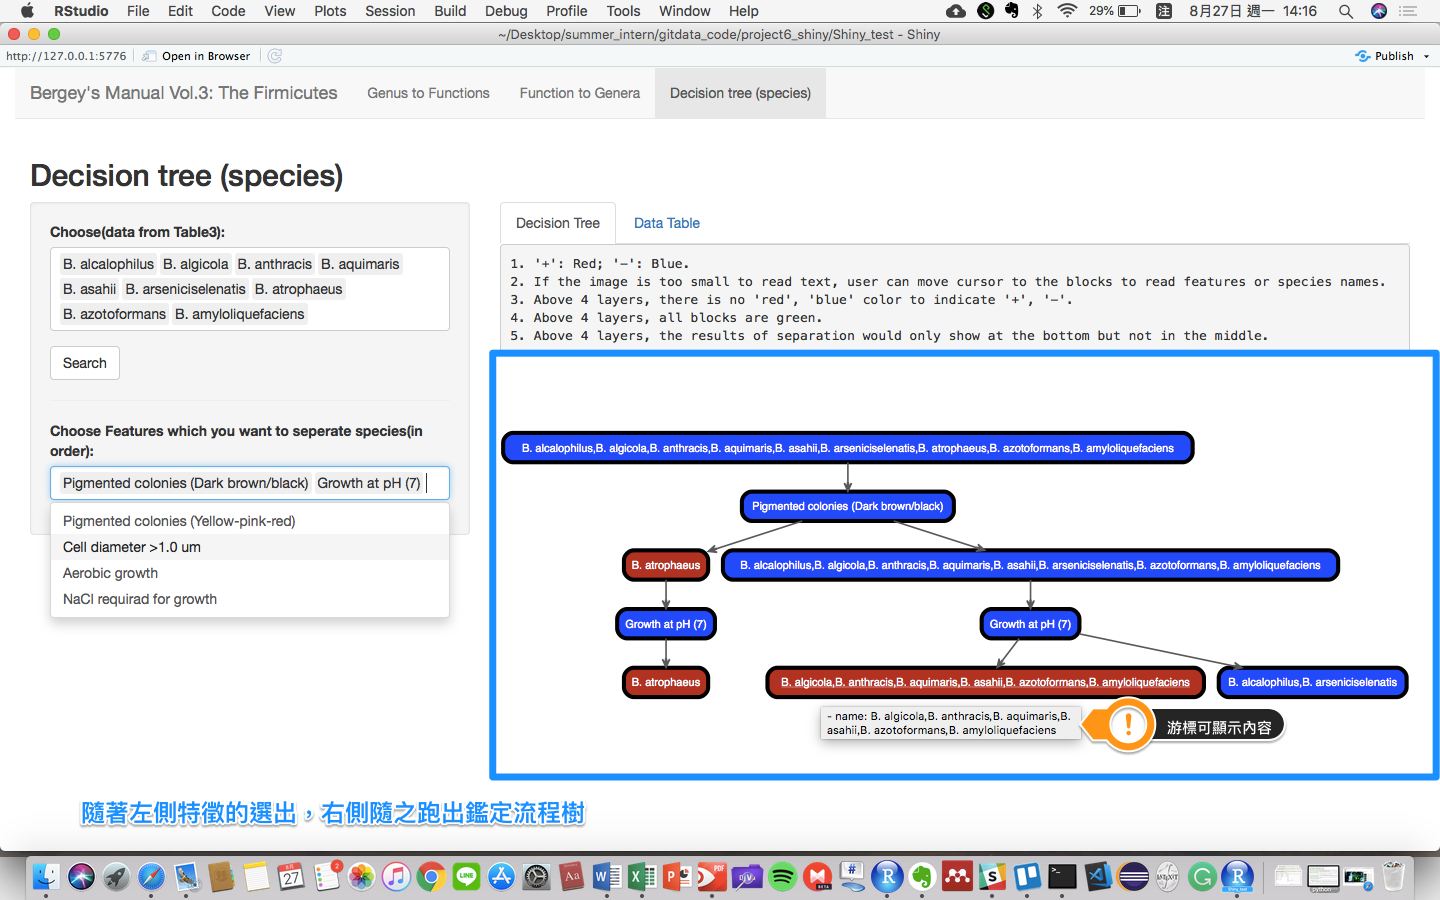 RStudio File Edit Code View Plots Session Build Debug Profile Tools Window Help 29% 注 8月27日 週一 14:16
~/Desktop/summer_intern/gitdata_code/project6_shiny/Shiny_test - Shiny
http://127.0.0.1:5776 Open in Browser Publish
Bergey's Manual Vol.3: The Firmicutes Genus to Functions Function to Genera Decision tree (species)
Decision tree (species)
Choose(data from Table3):
B. alcalophilus B. algicola B. anthracis B. aquimaris
B. asahii B. arseniciselenatis B. atrophaeus
B. azotoformans B. amyloliquefaciens
Search
Choose Features which you want to seperate species(in
order):
Pigmented colonies (Dark brown/black) Growth at pH (7)
Pigmented colonies (Yellow-pink-red)
Cell diameter >1.0 um
Aerobic growth
NaCl requirad for growth
Decision Tree Data Table
1. '+': Red; '−': Blue.
2. If the image is too small to read text, user can move cursor to the blocks to read features or species names.
3. Above 4 layers, there is no 'red', 'blue' color to indicate '+', '−'.
4. Above 4 layers, all blocks are green.
5. Above 4 layers, the results of separation would only show at the bottom but not in the middle.
B. alcalophilus,B. algicola,B. anthracis,B. aquimaris,B. asahii,B. arseniciselenatis,B. atrophaeus,B. azotoformans,B. amyloliquefaciens
Pigmented colonies (Dark brown/black)
B. atrophaeus B. alcalophilus,B. algicola,B. anthracis,B. aquimaris,B. asahii,B. arseniciselenatis,B. azotoformans,B. amyloliquefaciens
Growth at pH (7) Growth at pH (7)
B. atrophaeus B. algicola,B. anthracis,B. aquimaris,B. asahii,B. azotoformans,B. amyloliquefaciens B. alcalophilus,B. arseniciselenatis
- name: B. algicola,B. anthracis,B. aquimaris,B.
asahii,B. azotoformans,B. amyloliquefaciens
! 游標可顯示內容
隨著左側特徵的選出，右側隨之跑出鑑定流程樹